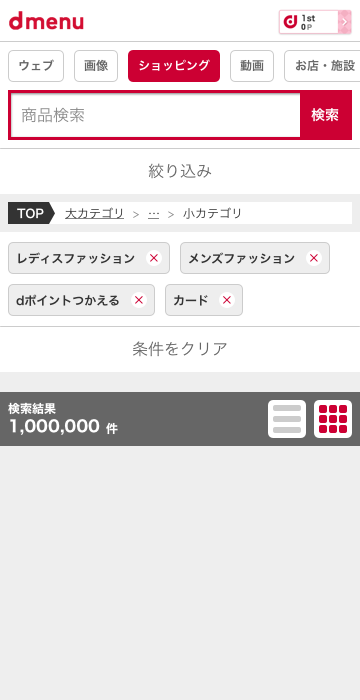 dmenu
1st
0P
ウェブ 画像 ショッピング 動画 お店・施設
商品検索 検索
絞り込み
TOP 大カテゴリ > … > 小カテゴリ
レディスファッション × メンズファッション ×
dポイントつかえる × カード ×
条件をクリア
検索結果
1,000,000 件